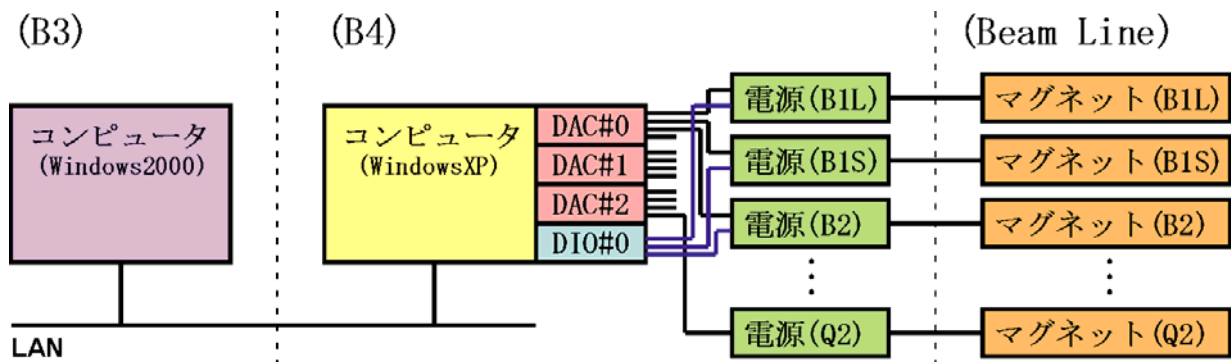 (B3)
(B4)
(Beam Line)
コンピュータ
(Windows2000)
コンピュータ
(WindowsXP)
DAC#0
DAC#1
DAC#2
DIO#0
電源(B1L)
電源(B1S)
電源(B2)
⋮
電源(Q2)
マグネット(B1L)
マグネット(B1S)
マグネット(B2)
⋮
マグネット(Q2)
LAN